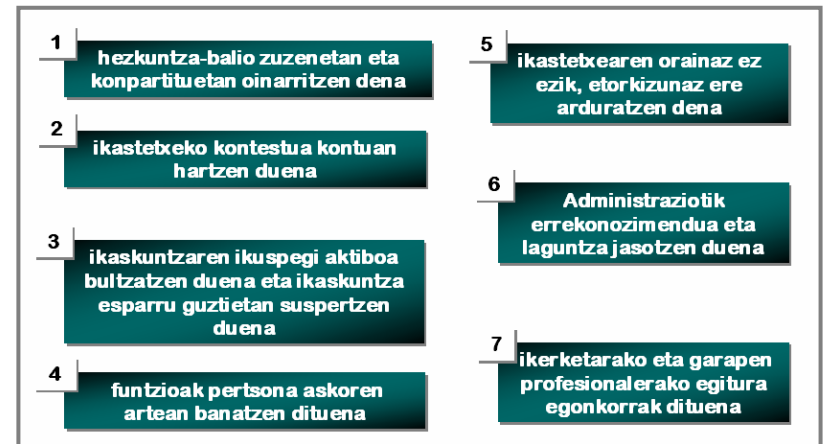 1
hezkuntza-balio zuzenetan eta
konpartituetan oinarritzen dena
2
ikastetxeko kontestua kontuan
hartzen duena
3
ikaskuntzaren ikuspegi aktiboa
bultzatzen duena eta ikaskuntza
esparru guztietan suspertzen
duena
4
funtzioak pertsona askoren
artean banatzen dituena
5
ikastetxearen orainaz ez
ezik, etorkizunaz ere
arduratzen dena
6
Administraziotik
errekonozimendua eta
laguntza jasotzen duena
7
ikerketarako eta garapen
profesionalerako egitura
egonkorrak dituena